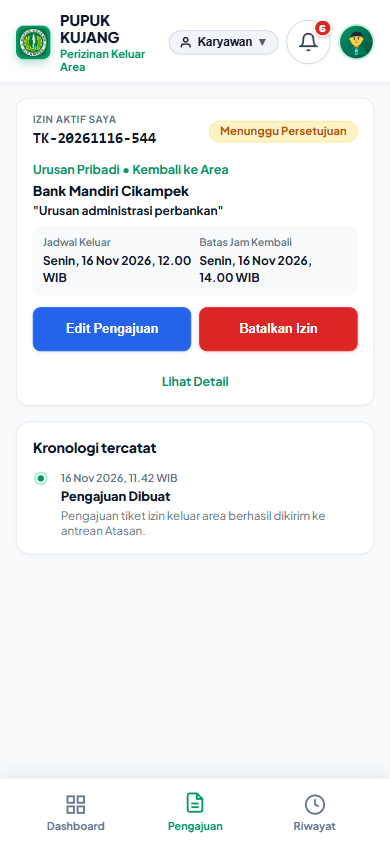 PUPUK
KUJANG
Perizinan Keluar
Area
Karyawan ▼
6
IZIN AKTIF SAYA
TK-20261116-544
Menunggu Persetujuan
Urusan Pribadi ● Kembali ke Area
Bank Mandiri Cikampek
"Urusan administrasi perbankan"
Jadwal Keluar
Senin, 16 Nov 2026, 12.00
WIB
Batas Jam Kembali
Senin, 16 Nov 2026,
14.00 WIB
Edit Pengajuan
Batalkan Izin
Lihat Detail
Kronologi tercatat
16 Nov 2026, 11.42 WIB
Pengajuan Dibuat
Pengajuan tiket izin keluar area berhasil dikirim ke
antrean Atasan.
Dashboard
Pengajuan
Riwayat